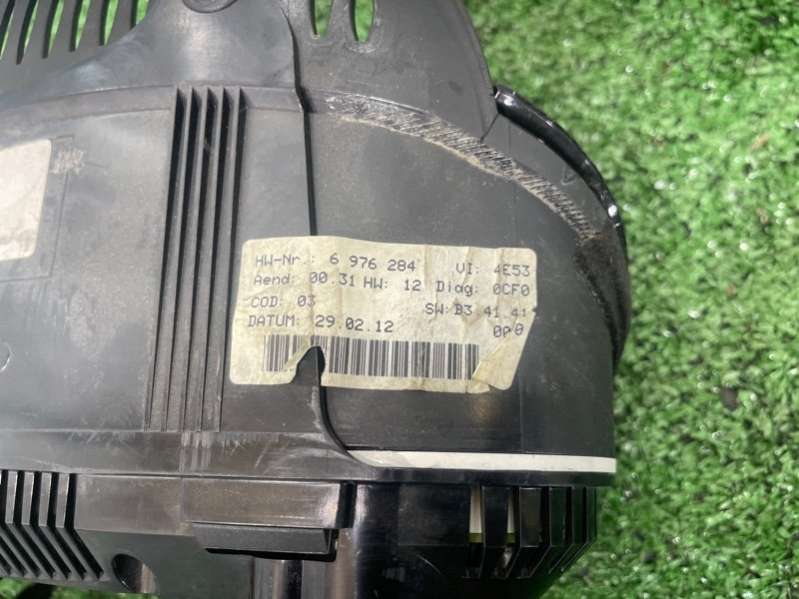 HW-Nr.: 6 976 284 VI: 4E53
Aend: 00.31 HW: 12 Diag: 0CF0
COD: 03 SW: B3.41.41
DATUM: 29.02.12